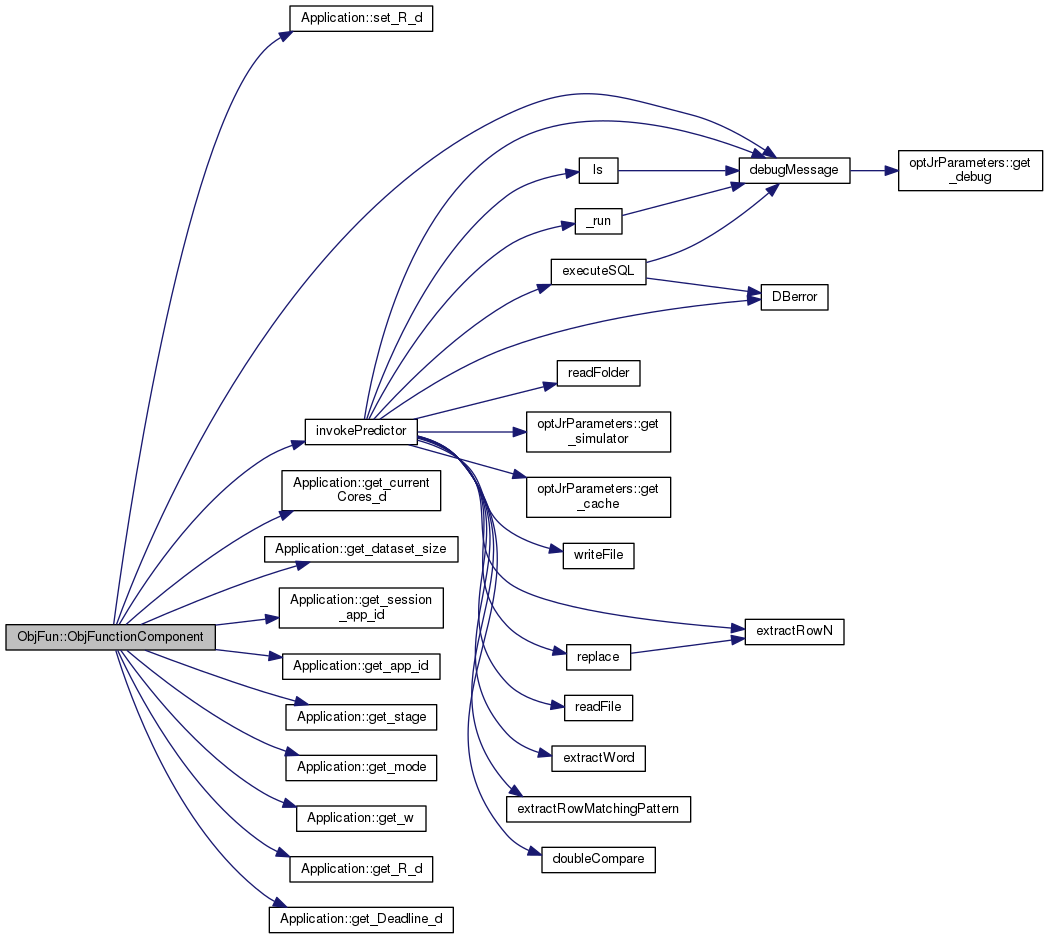 Application::set_R_d
debugMessage
optJrParameters::get
_debug
ls
_run
executeSQL
DBerror
readFolder
invokePredictor
optJrParameters::get
_simulator
Application::get_current
Cores_d
optJrParameters::get
_cache
Application::get_dataset_size
writeFile
Application::get_session
_app_id
ObjFun::ObjFunctionComponent
extractRowN
Application::get_app_id
replace
Application::get_stage
readFile
Application::get_mode
extractWord
Application::get_w
extractRowMatchingPattern
Application::get_R_d
doubleCompare
Application::get_Deadline_d